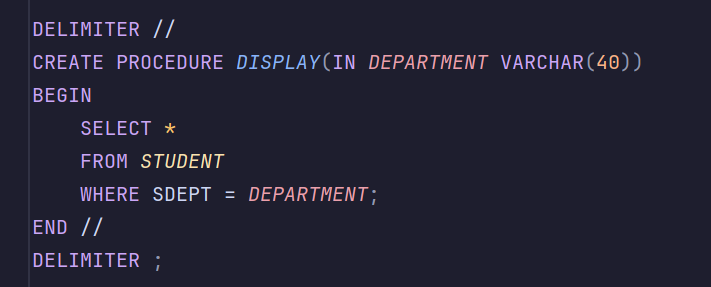 DELIMITER //
CREATE PROCEDURE DISPLAY(IN DEPARTMENT VARCHAR(40))
BEGIN
    SELECT *
    FROM STUDENT
    WHERE SDEPT = DEPARTMENT;
END //
DELIMITER ;